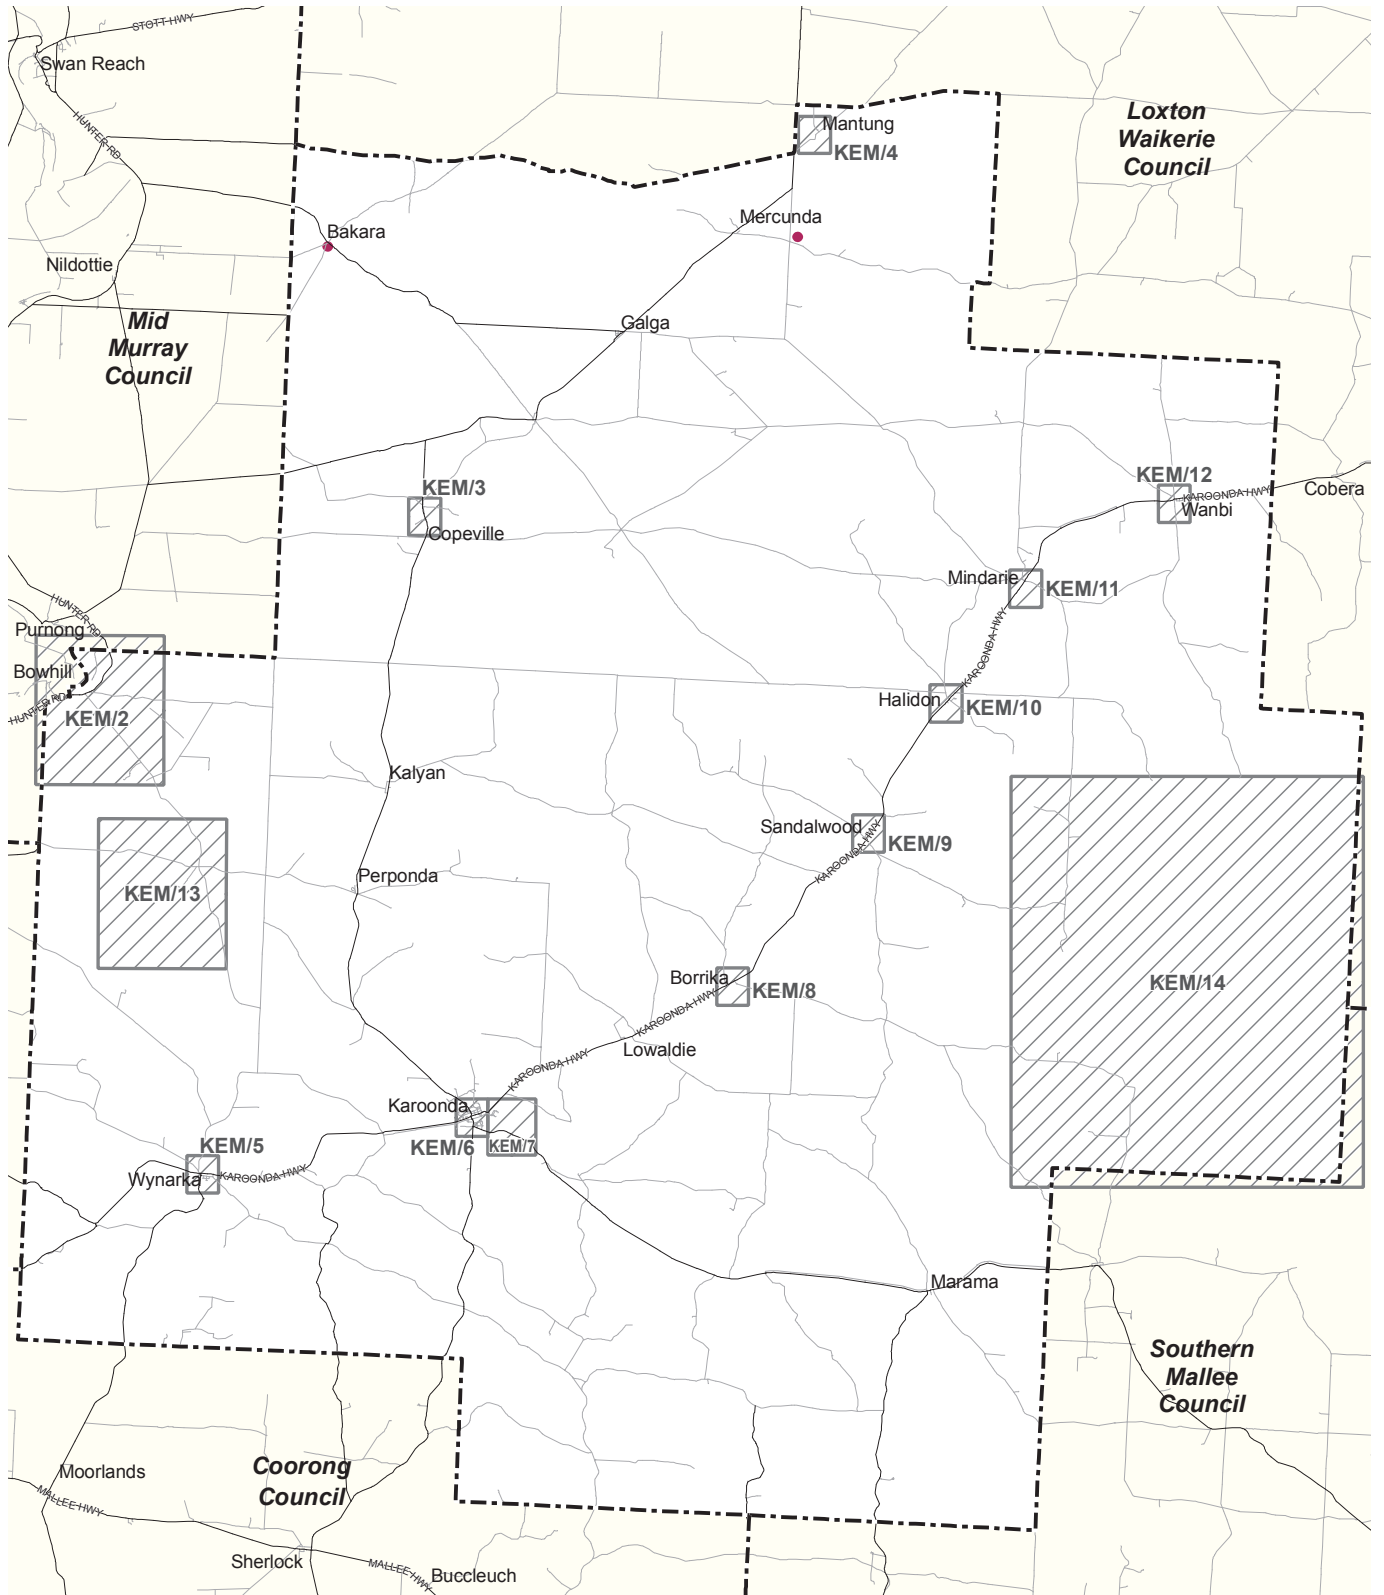 STOTT HWY
Swan Reach
HUNTER RD
Mantung
KEM/4
Loxton
Waikerie
Council
Mercunda
Bakara
Nildottie
Mid
Murray
Council
Galga
KEM/12
KAROONDA HWY
Wanbi
Cobera
KEM/3
Copeville
Mindarie
KEM/11
KAROONDA HWY
HUNTER RD
Purnong
Bowhill
HUNTER RD
KEM/2
Halidon
KEM/10
Kalyan
Sandalwood
KEM/9
KAROONDA HWY
Perponda
KEM/13
Borrika
KEM/8
KEM/14
KAROONDA HWY
Lowaldie
KAROONDA HWY
Karoonda
KEM/6
KEM/7
KEM/5
Wynarka
KAROONDA HWY
Marama
Southern
Mallee
Council
Coorong
Council
Moorlands
MALLEE HWY
Sherlock
MALLEE HWY
Buccleuch